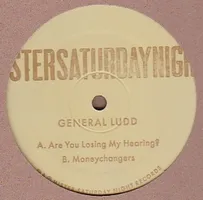 STERSATURDAYNIGH
GENERAL LUDD
A. Are You Losing My Hearing?
B. Moneychangers